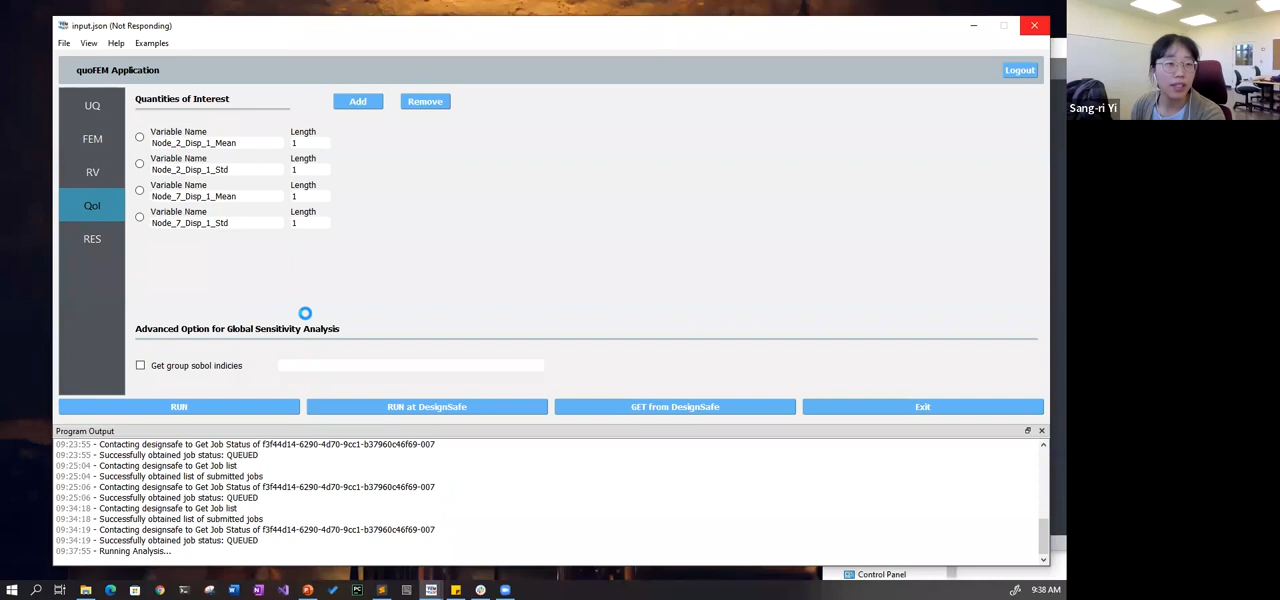 input.json (Not Responding)
File View Help Examples
quoFEM Application
Logout
UQ
FEM
RV
QoI
RES
Quantities of Interest
Add
Remove
Variable Name Length
Node_2_Disp_1_Mean 1
Variable Name Length
Node_2_Disp_1_Std 1
Variable Name Length
Node_7_Disp_1_Mean 1
Variable Name Length
Node_7_Disp_1_Std 1
Advanced Option for Global Sensitivity Analysis
Get group sobol indicies
RUN
RUN at DesignSafe
GET from DesignSafe
Exit
Program Output
09:23:55 - Contacting designsafe to Get Job Status of f3f44d14-6290-4d70-9cc1-b37960c46f69-007
09:23:55 - Successfully obtained job status: QUEUED
09:25:04 - Contacting designsafe to Get Job list
09:25:04 - Successfully obtained list of submitted jobs
09:25:06 - Contacting designsafe to Get Job Status of f3f44d14-6290-4d70-9cc1-b37960c46f69-007
09:25:06 - Successfully obtained job status: QUEUED
09:34:18 - Contacting designsafe to Get Job list
09:34:18 - Successfully obtained list of submitted jobs
09:34:19 - Contacting designsafe to Get Job Status of f3f44d14-6290-4d70-9cc1-b37960c46f69-007
09:34:19 - Successfully obtained job status: QUEUED
09:37:55 - Running Analysis...
Sang-ri Yi
Control Panel
9:38 AM